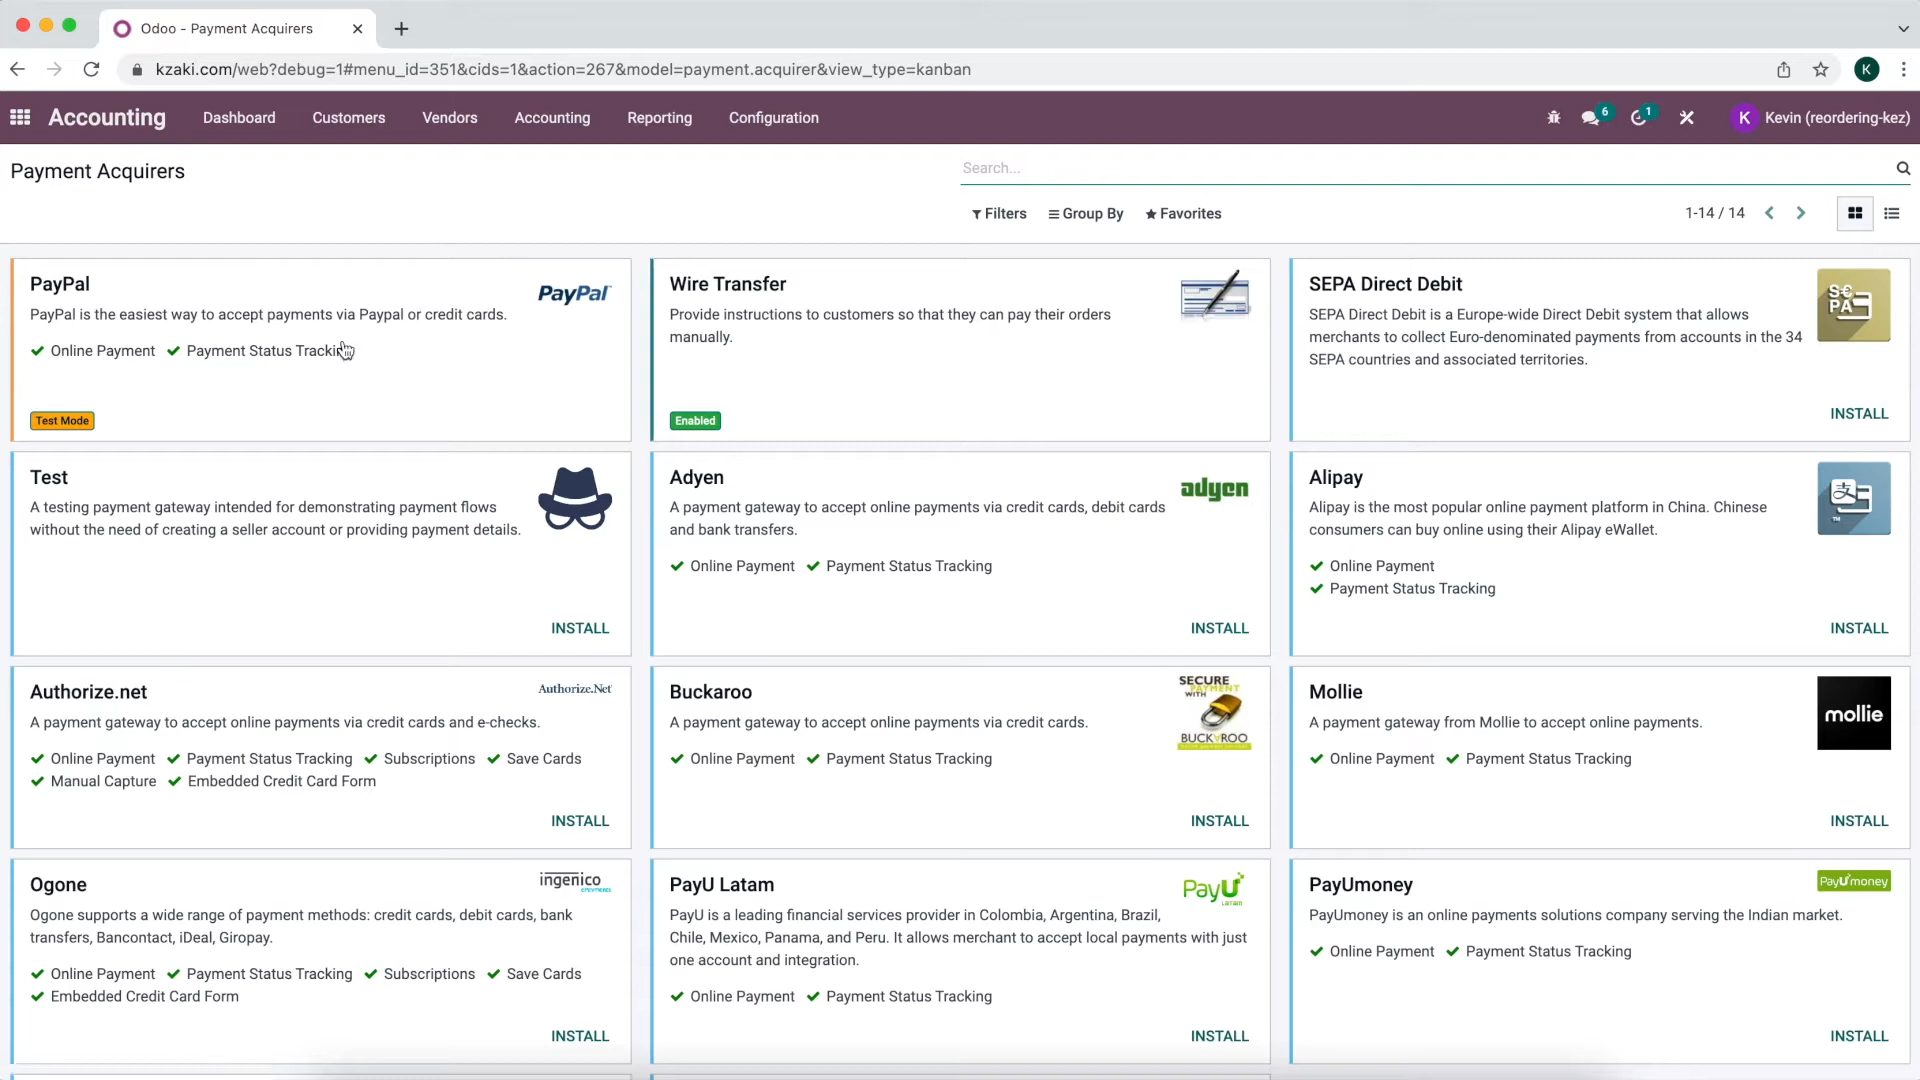 Odoo - Payment Acquirers
kzaki.com/web?debug=1#menu_id=351&cids=1&action=267&model=payment.acquirer&view_type=kanban
K
Accounting
Dashboard
Customers
Vendors
Accounting
Reporting
Configuration
6
1
K
Kevin (reordering-kez)
Payment Acquirers
Search...
Filters
Group By
Favorites
1-14 / 14
PayPal
PayPal
PayPal is the easiest way to accept payments via Paypal or credit cards.
Online Payment
Payment Status Tracking
Test Mode
Wire Transfer
Provide instructions to customers so that they can pay their orders
manually.
Enabled
SEPA Direct Debit
S€
PA
SEPA Direct Debit is a Europe-wide Direct Debit system that allows
merchants to collect Euro-denominated payments from accounts in the 34
SEPA countries and associated territories.
INSTALL
Test
A testing payment gateway intended for demonstrating payment flows
without the need of creating a seller account or providing payment details.
INSTALL
Adyen
adyen
A payment gateway to accept online payments via credit cards, debit cards
and bank transfers.
Online Payment
Payment Status Tracking
INSTALL
Alipay
支
TM
Alipay is the most popular online payment platform in China. Chinese
consumers can buy online using their Alipay eWallet.
Online Payment
Payment Status Tracking
INSTALL
Authorize.net
Authorize.Net
A payment gateway to accept online payments via credit cards and e-checks.
Online Payment
Payment Status Tracking
Subscriptions
Save Cards
Manual Capture
Embedded Credit Card Form
INSTALL
Buckaroo
SECURE
PAYMENT
WITH
BUCKAROO
A payment gateway to accept online payments via credit cards.
Online Payment
Payment Status Tracking
INSTALL
Mollie
mollie
A payment gateway from Mollie to accept online payments.
Online Payment
Payment Status Tracking
INSTALL
Ogone
ingenico
Ogone supports a wide range of payment methods: credit cards, debit cards, bank
transfers, Bancontact, iDeal, Giropay.
Online Payment
Payment Status Tracking
Subscriptions
Save Cards
Embedded Credit Card Form
INSTALL
PayU Latam
PayU
LATAM
PayU is a leading financial services provider in Colombia, Argentina, Brazil,
Chile, Mexico, Panama, and Peru. It allows merchant to accept local payments with just
one account and integration.
Online Payment
Payment Status Tracking
INSTALL
PayUmoney
PayUmoney
PayUmoney is an online payments solutions company serving the Indian market.
Online Payment
Payment Status Tracking
INSTALL